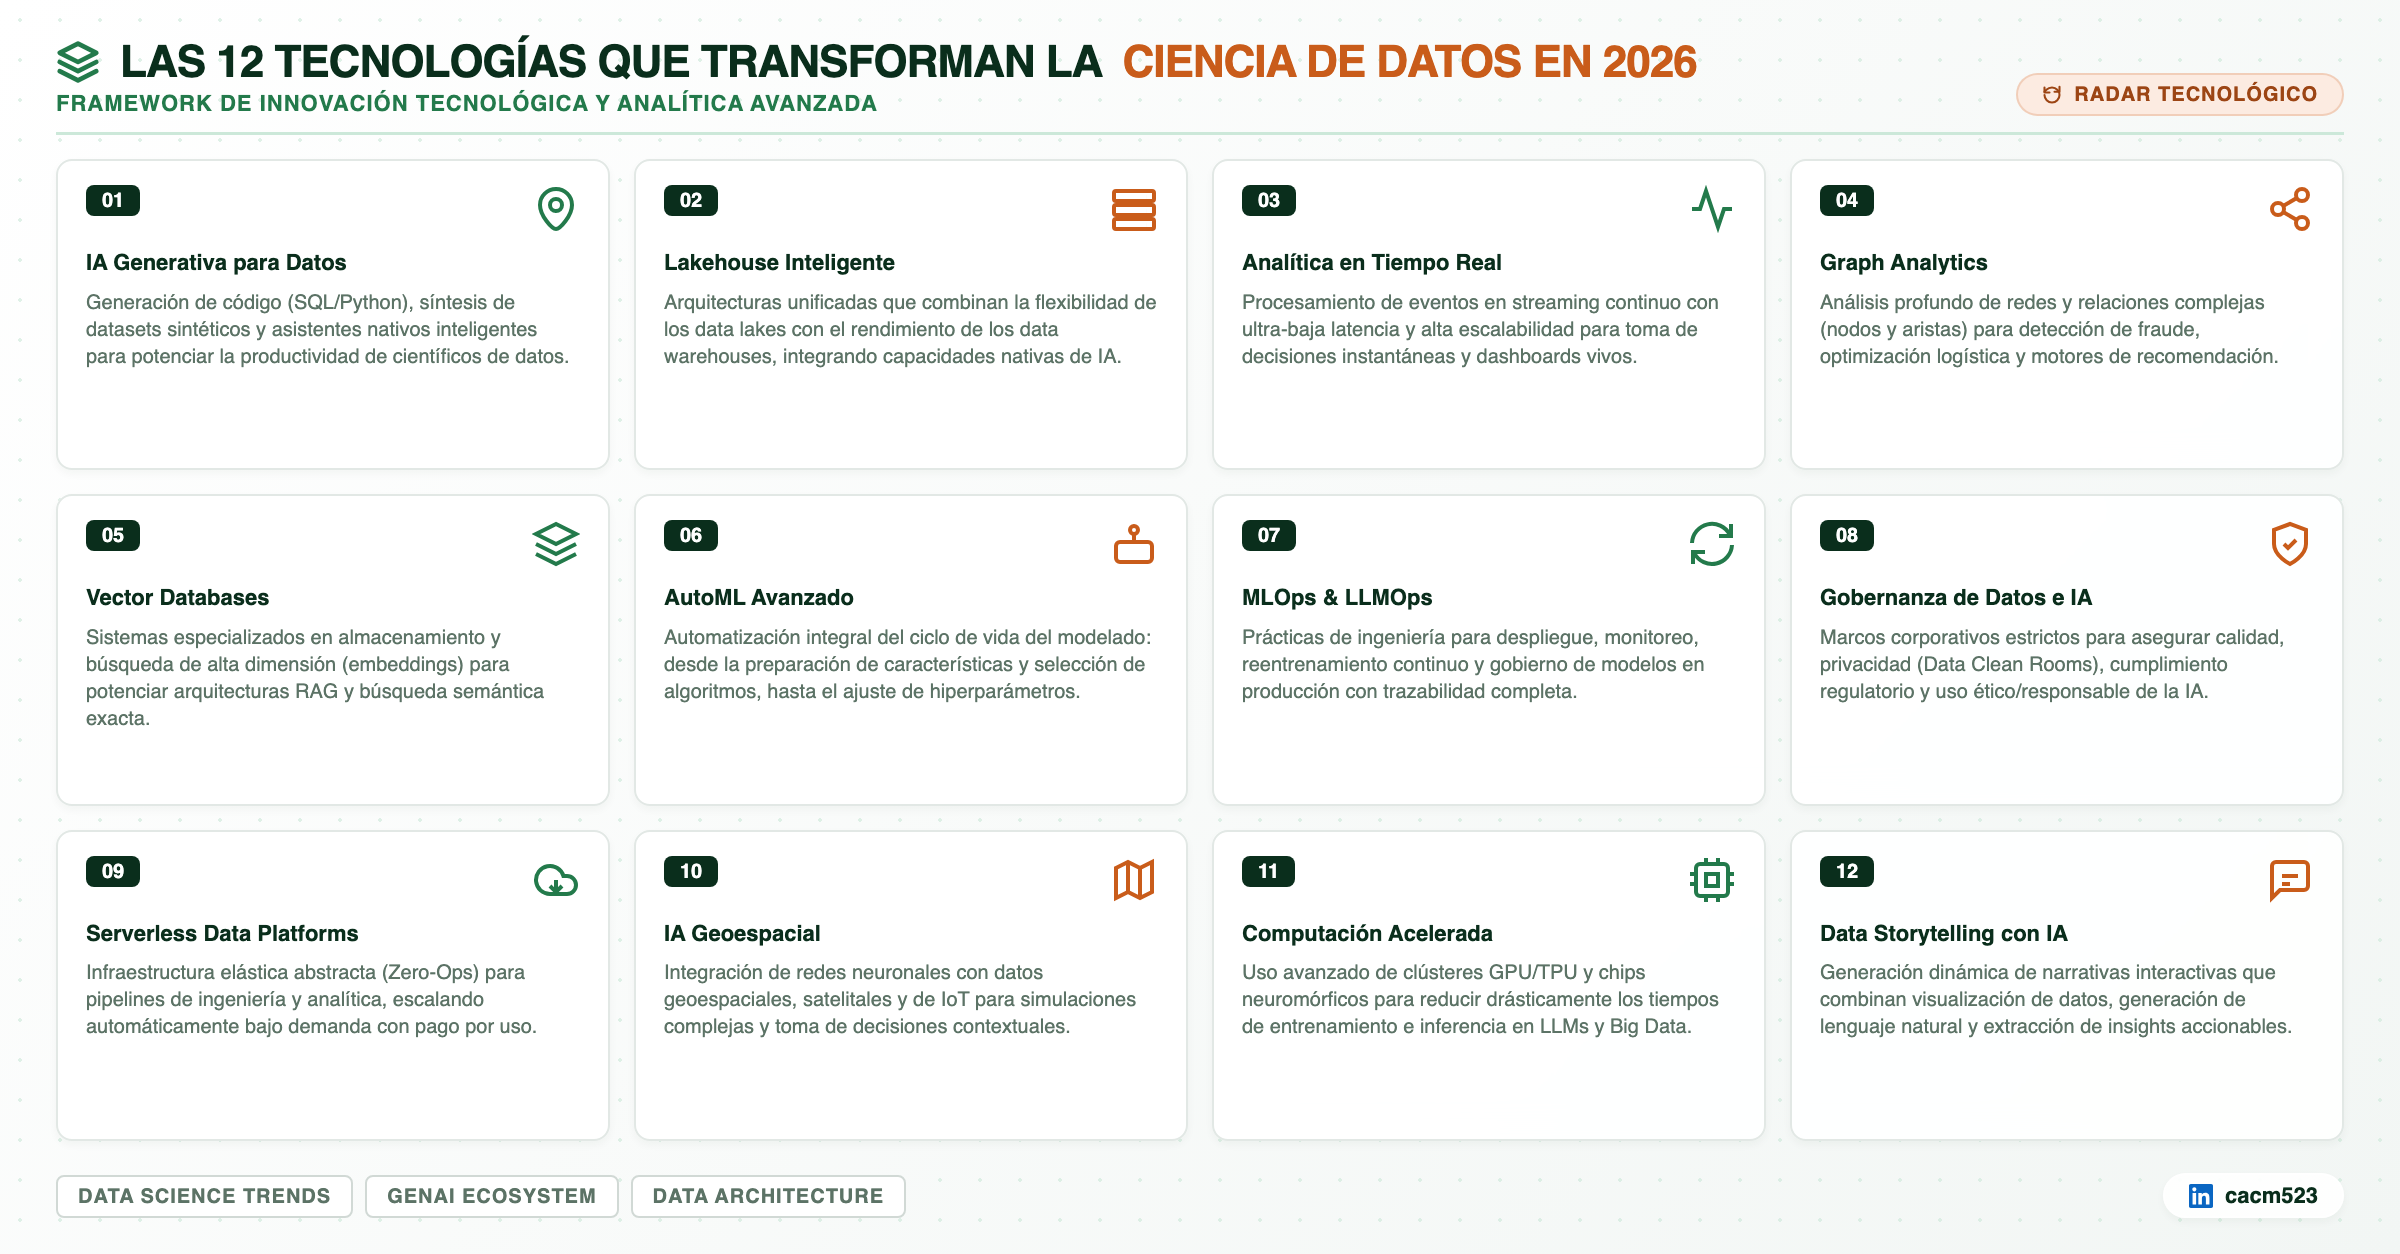 LAS 12 TECNOLOGÍAS QUE TRANSFORMAN LA CIENCIA DE DATOS EN 2026
FRAMEWORK DE INNOVACIÓN TECNOLÓGICA Y ANALÍTICA AVANZADA
RADAR TECNOLÓGICO
01
IA Generativa para Datos
Generación de código (SQL/Python), síntesis de
datasets sintéticos y asistentes nativos inteligentes
para potenciar la productividad de científicos de datos.
02
Lakehouse Inteligente
Arquitecturas unificadas que combinan la flexibilidad de
los data lakes con el rendimiento de los data
warehouses, integrando capacidades nativas de IA.
03
Analítica en Tiempo Real
Procesamiento de eventos en streaming continuo con
ultra-baja latencia y alta escalabilidad para toma de
decisiones instantáneas y dashboards vivos.
04
Graph Analytics
Análisis profundo de redes y relaciones complejas
(nodos y aristas) para detección de fraude,
optimización logística y motores de recomendación.
05
Vector Databases
Sistemas especializados en almacenamiento y
búsqueda de alta dimensión (embeddings) para
potenciar arquitecturas RAG y búsqueda semántica
exacta.
06
AutoML Avanzado
Automatización integral del ciclo de vida del modelado:
desde la preparación de características y selección de
algoritmos, hasta el ajuste de hiperparámetros.
07
MLOps & LLMOps
Prácticas de ingeniería para despliegue, monitoreo,
reentrenamiento continuo y gobierno de modelos en
producción con trazabilidad completa.
08
Gobernanza de Datos e IA
Marcos corporativos estrictos para asegurar calidad,
privacidad (Data Clean Rooms), cumplimiento
regulatorio y uso ético/responsable de la IA.
09
Serverless Data Platforms
Infraestructura elástica abstracta (Zero-Ops) para
pipelines de ingeniería y analítica, escalando
automáticamente bajo demanda con pago por uso.
10
IA Geoespacial
Integración de redes neuronales con datos
geoespaciales, satelitales y de IoT para simulaciones
complejas y toma de decisiones contextuales.
11
Computación Acelerada
Uso avanzado de clústeres GPU/TPU y chips
neuromórficos para reducir drásticamente los tiempos
de entrenamiento e inferencia en LLMs y Big Data.
12
Data Storytelling con IA
Generación dinámica de narrativas interactivas que
combinan visualización de datos, generación de
lenguaje natural y extracción de insights accionables.
DATA SCIENCE TRENDS
GENAI ECOSYSTEM
DATA ARCHITECTURE
in cacm523